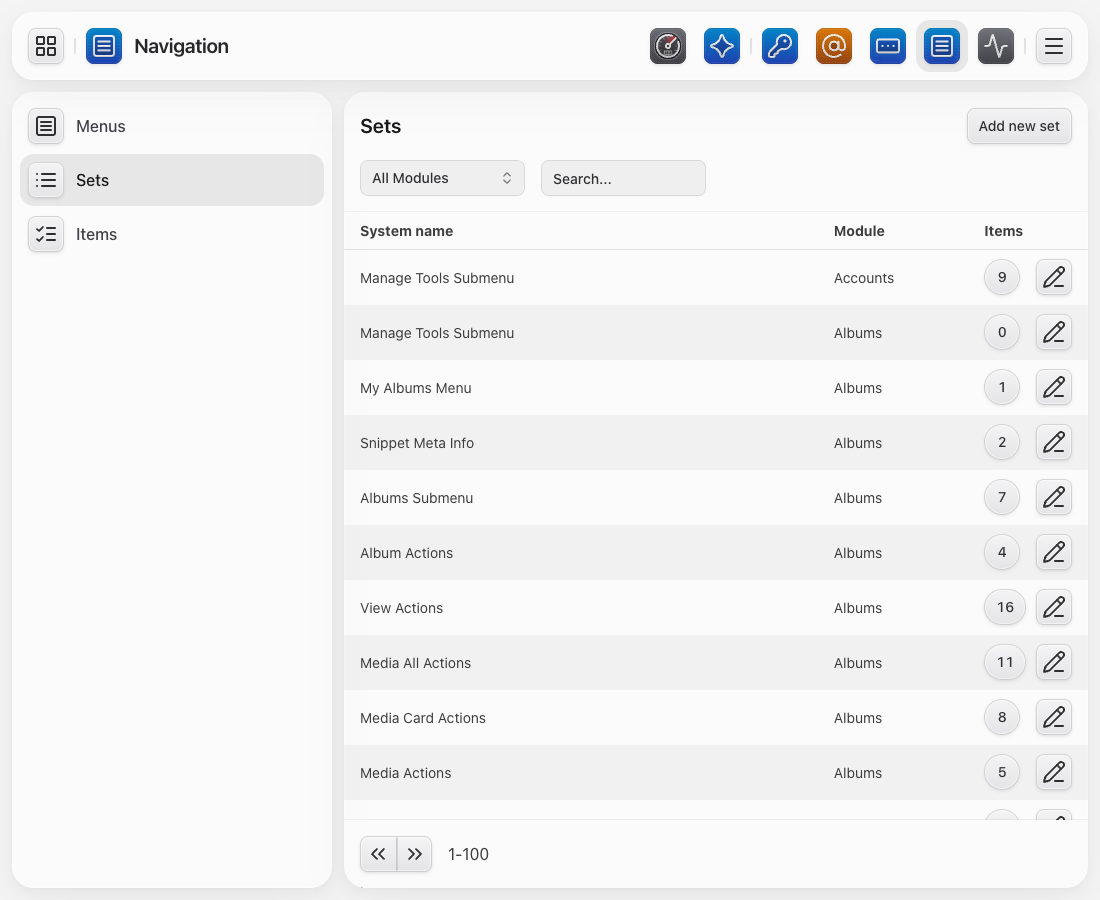 Navigation
Menus
Sets
Items
Sets
Add new set
All Modules
Search...
System name Module Items
Manage Tools Submenu Accounts 9
Manage Tools Submenu Albums 0
My Albums Menu Albums 1
Snippet Meta Info Albums 2
Albums Submenu Albums 7
Album Actions Albums 4
View Actions Albums 16
Media All Actions Albums 11
Media Card Actions Albums 8
Media Actions Albums 5
1-100